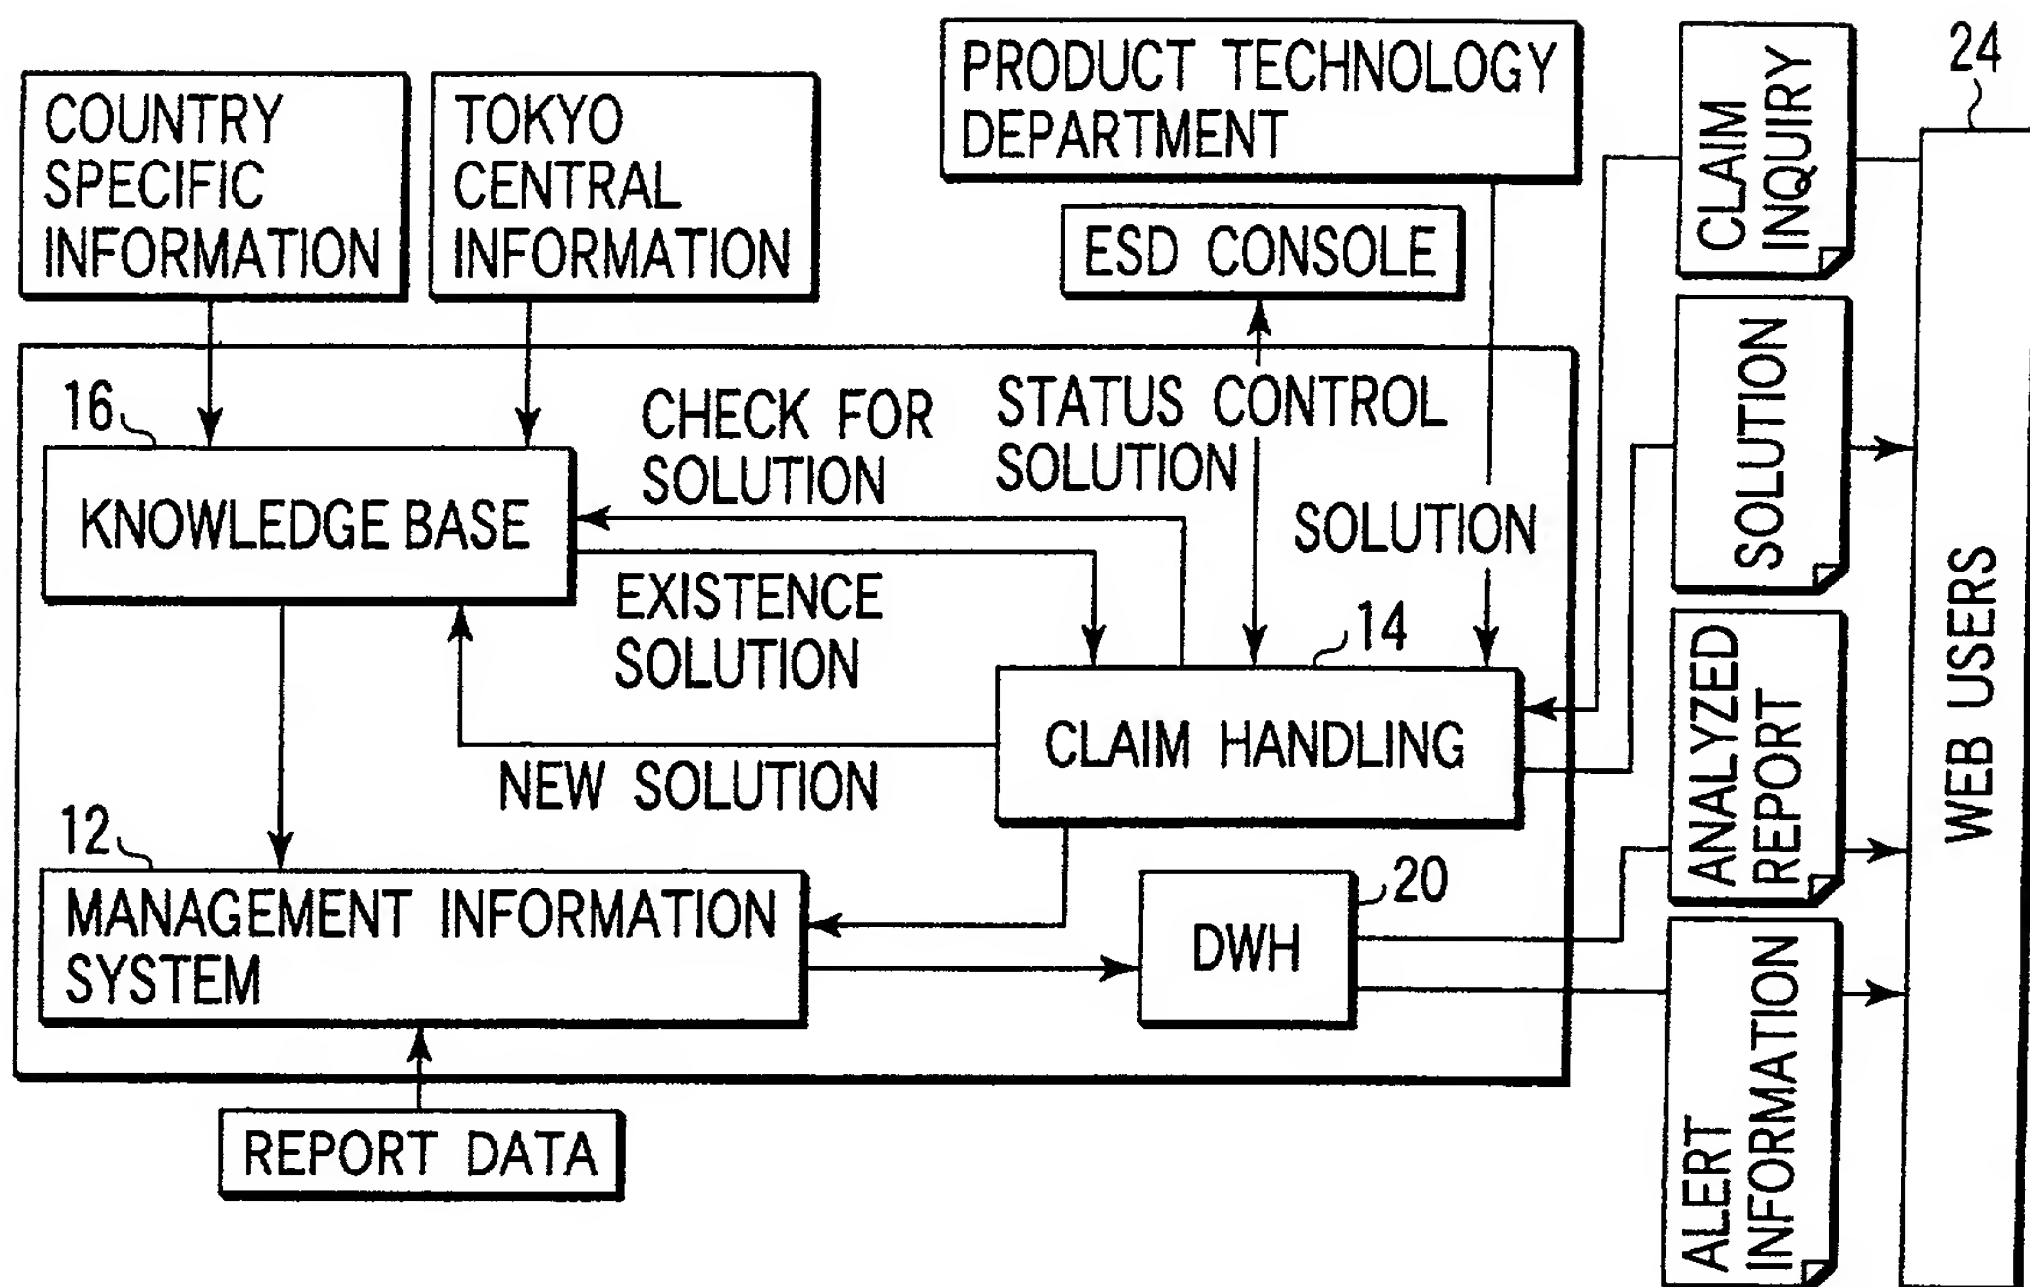 COUNTRY
SPECIFIC
INFORMATION
TOKYO
CENTRAL
INFORMATION
PRODUCT TECHNOLOGY
DEPARTMENT
ESD CONSOLE
CLAIM
INQUIRY
24
16
KNOWLEDGE BASE
CHECK FOR
SOLUTION
STATUS CONTROL
SOLUTION
SOLUTION
SOLUTION
EXISTENCE
SOLUTION
14
CLAIM HANDLING
NEW SOLUTION
ANALYZED
REPORT
WEB USERS
12
MANAGEMENT INFORMATION
SYSTEM
20
DWH
ALERT
INFORMATION
REPORT DATA